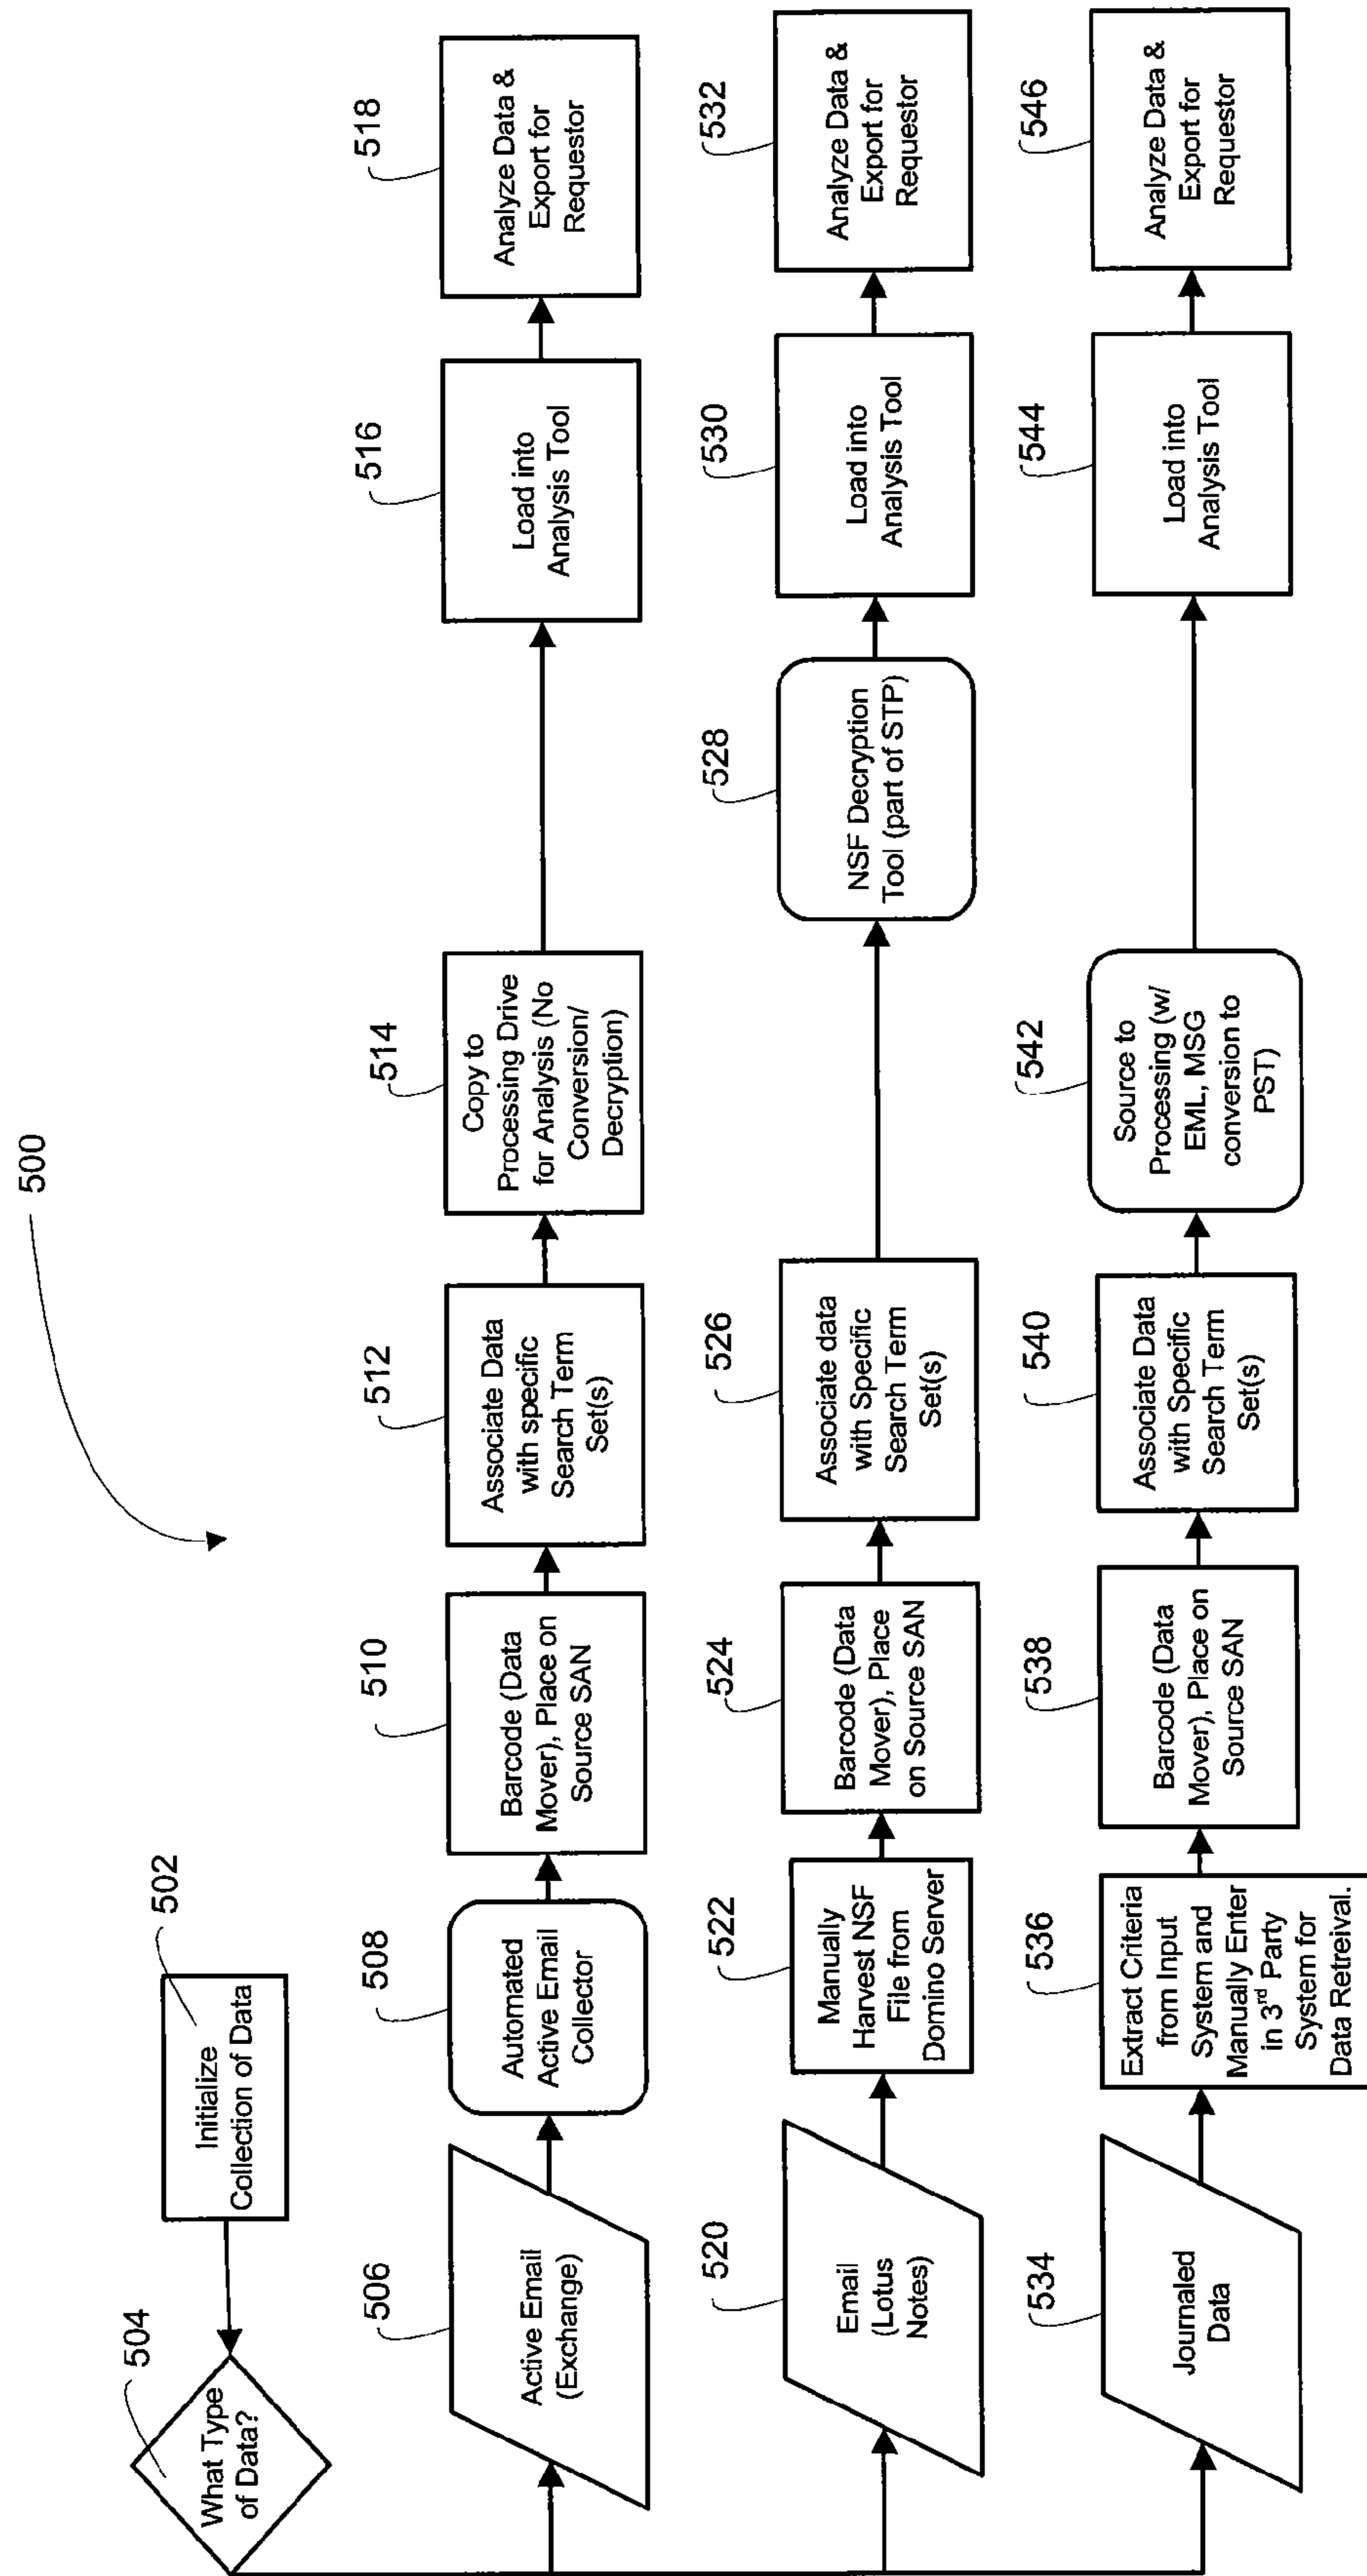 500
502
Initialize
Collection of Data
504
What Type
of Data?
506
Active Email
(Exchange)
508
Automated
Active Email
Collector
510
Barcode (Data
Mover), Place on
Source SAN
512
Associate Data
with specific
Search Term
Set(s)
514
Copy to
Processing Drive
for Analysis (No
Conversion/
Decryption)
516
Load into
Analysis Tool
518
Analyze Data &
Export for
Requestor
520
Email
(Lotus
Notes)
522
Manually
Harvest NSF
File from
Domino Server
524
Barcode (Data
Mover), Place
on Source SAN
526
Associate data
with Specific
Search Term
Set(s)
528
NSF Decryption
Tool (part of STP)
530
Load into
Analysis Tool
532
Analyze Data &
Export for
Requestor
534
Journaled
Data
536
Extract Criteria
from Input
System and
Manually Enter
in 3rd Party
System for
Data Retreival.
538
Barcode (Data
Mover), Place on
Source SAN
540
Associate Data
with Specific
Search Term
Set(s)
542
Source to
Processing (w/
EML, MSG
conversion to
PST)
544
Load into
Analysis Tool
546
Analyze Data &
Export for
Requestor